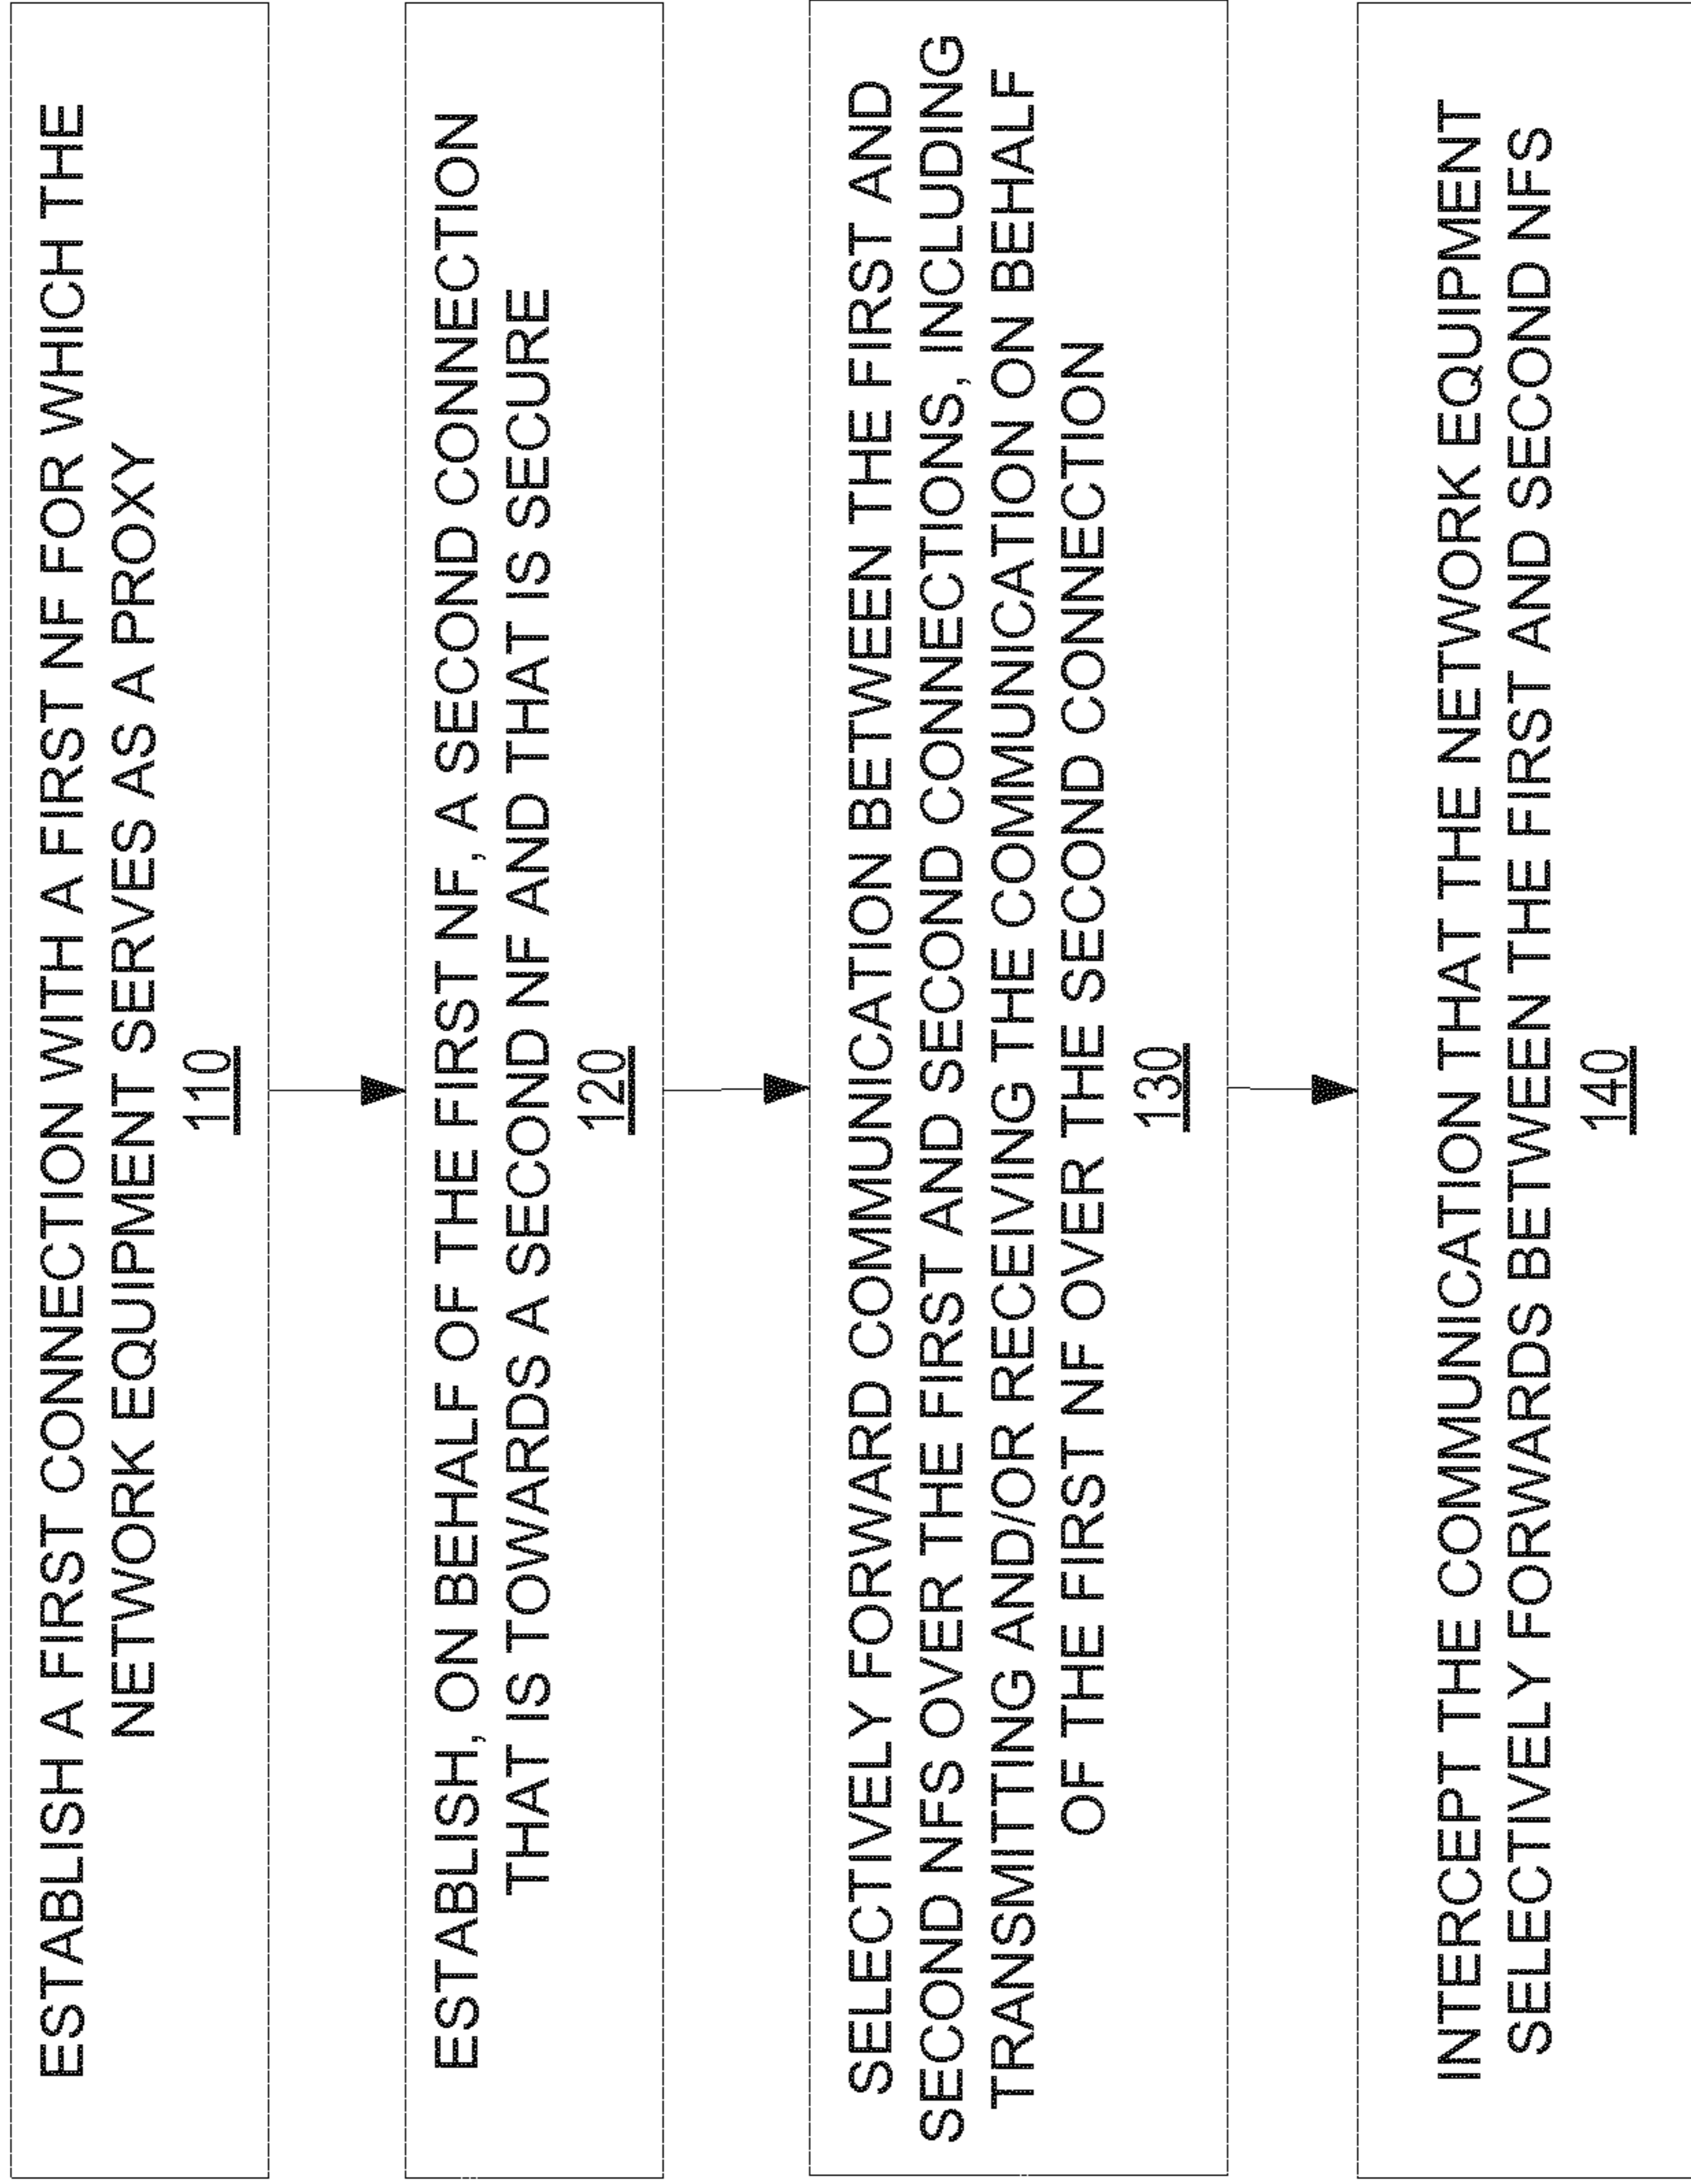 ESTABLISH A FIRST CONNECTION WITH A FIRST NF FOR WHICH THE
NETWORK EQUIPMENT SERVES AS A PROXY
110
ESTABLISH, ON BEHALF OF THE FIRST NF, A SECOND CONNECTION
THAT IS TOWARDS A SECOND NF AND THAT IS SECURE
120
SELECTIVELY FORWARD COMMUNICATION BETWEEN THE FIRST AND
SECOND NFS OVER THE FIRST AND SECOND CONNECTIONS, INCLUDING
TRANSMITTING AND/OR RECEIVING THE COMMUNICATION ON BEHALF
OF THE FIRST NF OVER THE SECOND CONNECTION
130
INTERCEPT THE COMMUNICATION THAT THE NETWORK EQUIPMENT
SELECTIVELY FORWARDS BETWEEN THE FIRST AND SECOND NFS
140